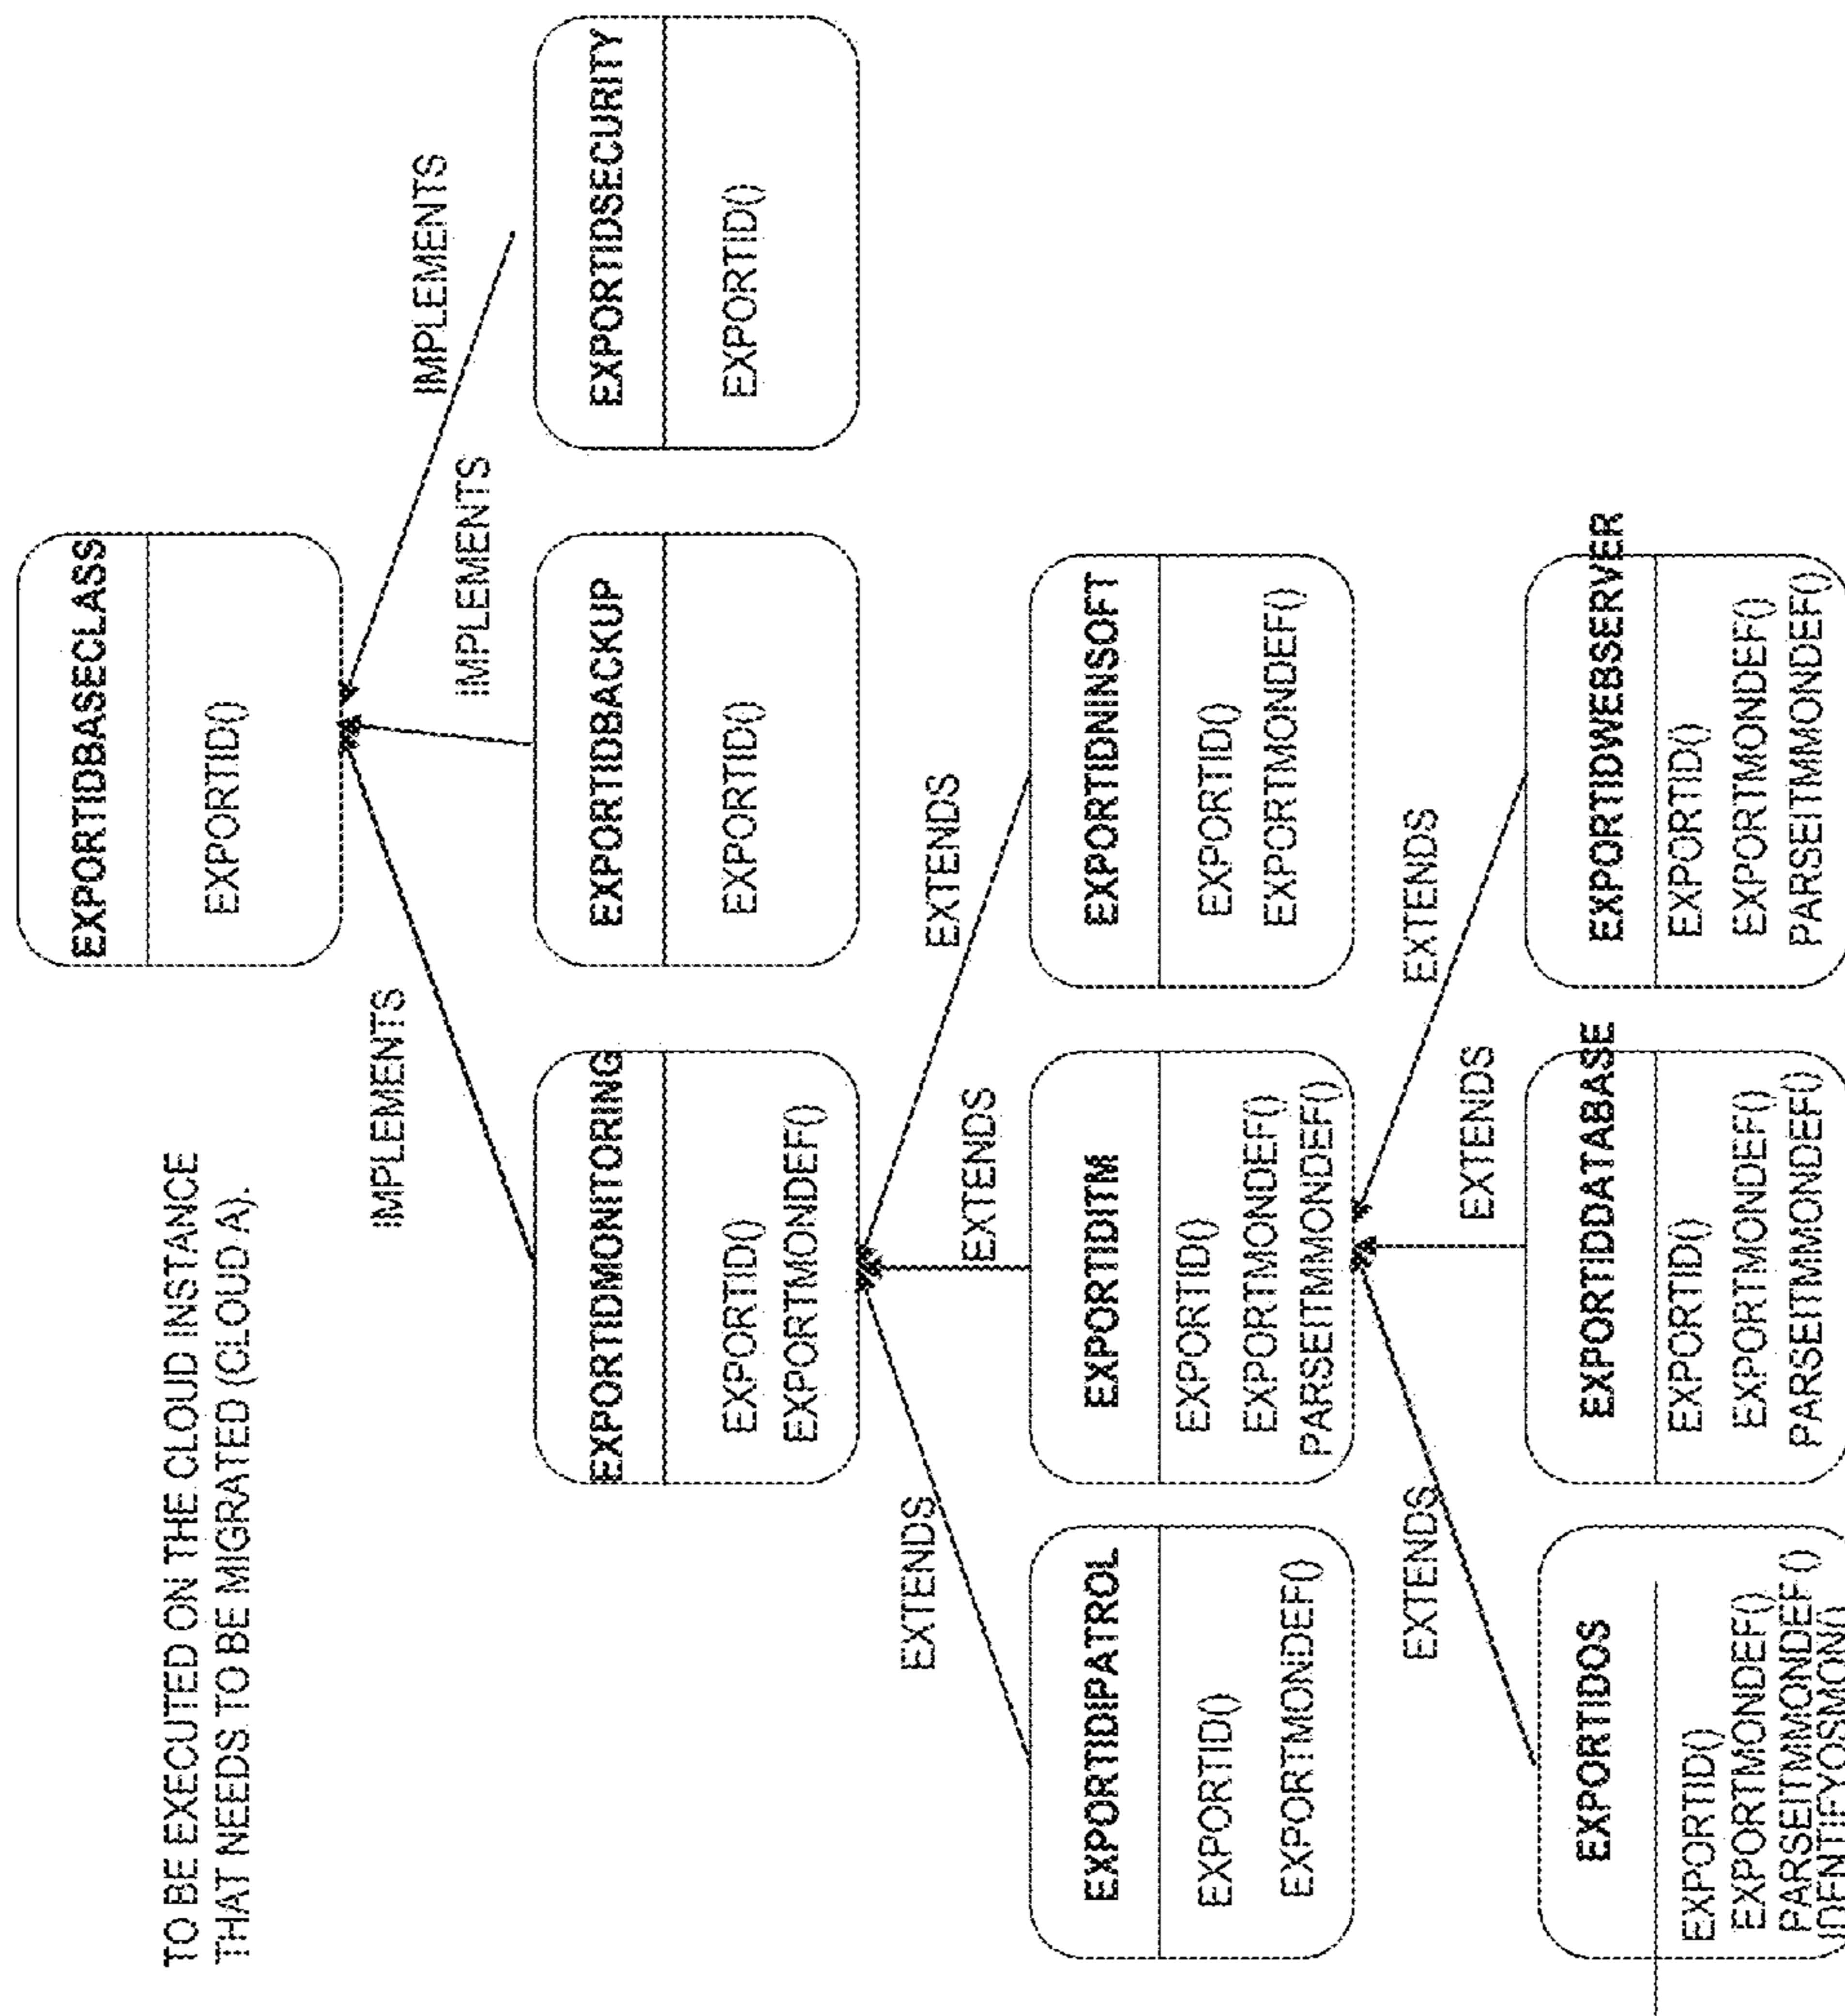 TO BE EXECUTED ON THE CLOUD INSTANCE
THAT NEEDS TO BE MIGRATED (CLOUD A).
EXPORTIDBASECLASS
EXPORTID()
IMPLEMENTS
IMPLEMENTS
IMPLEMENTS
EXPORTIDMONITORING
EXPORTID()
EXPORTMONDEF()
EXPORTIDBACKUP
EXPORTID()
EXPORTIDSECURITY
EXPORTID()
EXTENDS
EXTENDS
EXTENDS
EXPORTIDIPATROL
EXPORTID()
EXPORTMONDEF()
EXPORTIDITM
EXPORTID()
EXPORTMONDEF()
PARSEITMMONDEF()
EXPORTIDNINSOFT
EXPORTID()
EXPORTMONDEF()
EXTENDS
EXTENDS
EXTENDS
EXPORTIDOS
EXPORTID()
EXPORTMONDEF()
PARSEITMMONDEF()
IDENTIFYOSMON()
EXPORTIDDATABASE
EXPORTID()
EXPORTMONDEF()
PARSEITMMONDEF()
EXPORTIDWEBSERVER
EXPORTID()
EXPORTMONDEF()
PARSEITMMONDEF()